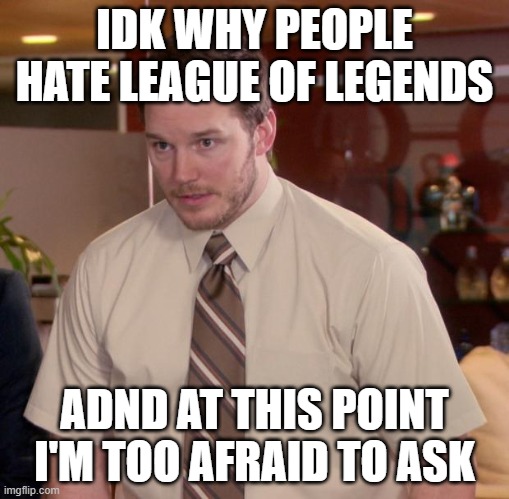 IDK WHY PEOPLE
HATE LEAGUE OF LEGENDS
ADND AT THIS POINT
I'M TOO AFRAID TO ASK
imgflip.com